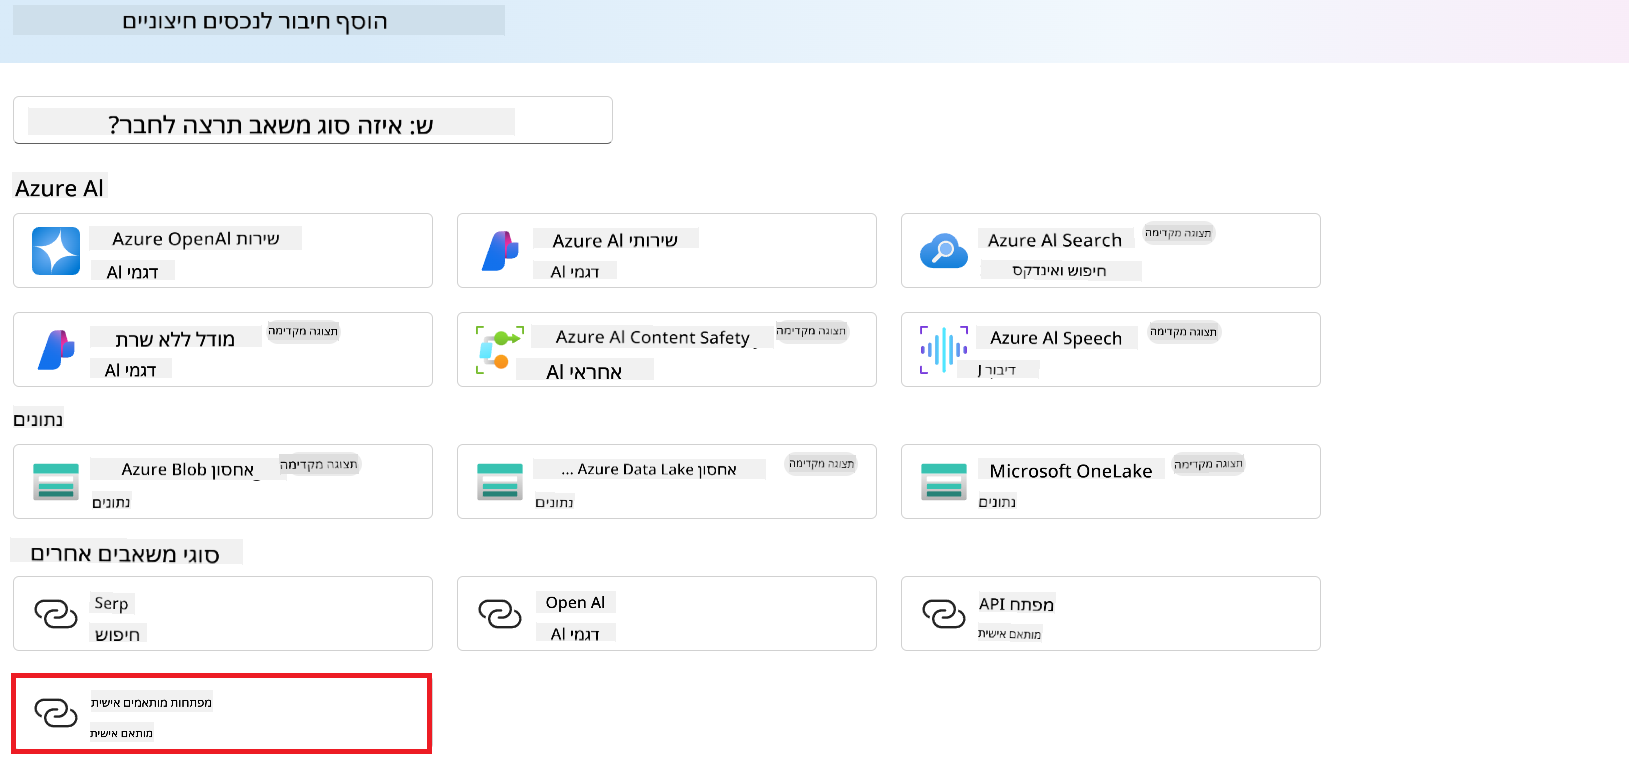 הוסף חיבור לנכסים חיצוניים
ש: איזה סוג משאב תרצה לחבר?
Azure AI
שירות Azure OpenAI
דגמי AI
שירותי Azure AI
דגמי AI
Azure AI Search
תצוגה מקדימה
חיפוש ואינדקס
מודל ללא שרת
תצוגה מקדימה
דגמי AI
Azure AI Content Safety
תצוגה מקדימה
אחראי AI
Azure AI Speech
תצוגה מקדימה
דיבור
נתונים
אחסון Azure Blob
תצוגה מקדימה
נתונים
אחסון Azure Data Lake ...
תצוגה מקדימה
נתונים
Microsoft OneLake
תצוגה מקדימה
נתונים
סוגי משאבים אחרים
Serp
חיפוש
Open AI
דגמי AI
מפתח API
מותאם אישית
מפתחות מותאמים אישית
מותאם אישית